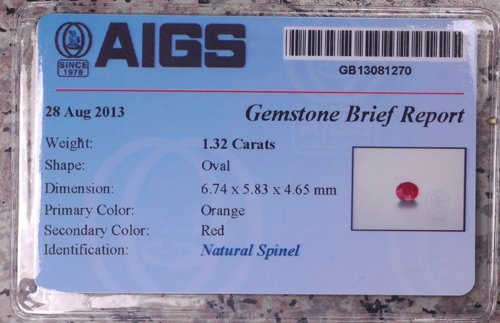 AIGS
SINCE
1978
GB13081270
28 Aug 2013 Gemstone Brief Report
Weight: 1.32 Carats
Shape: Oval
Dimension: 6.74 x 5.83 x 4.65 mm
Primary Color: Orange
Secondary Color: Red
Identification: Natural Spinel